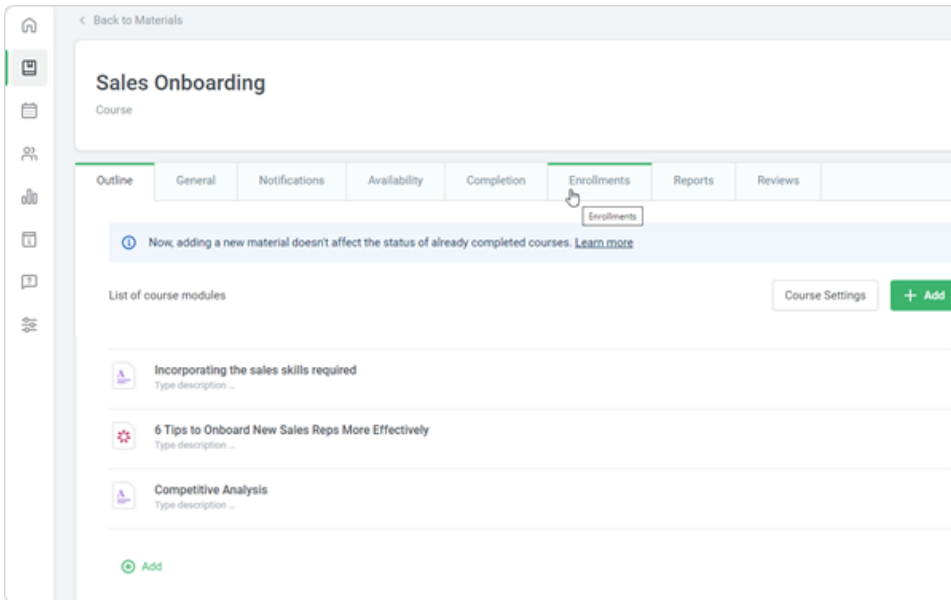 Back to Materials
Sales Onboarding
Course
Outline General Notifications Availability Completion Enrollments Reports Reviews
Enrollments
Now, adding a new material doesn't affect the status of already completed courses. Learn more
List of course modules Course Settings + Add
Incorporating the sales skills required
Type description ...
6 Tips to Onboard New Sales Reps More Effectively
Type description ...
Competitive Analysis
Type description ...
Add